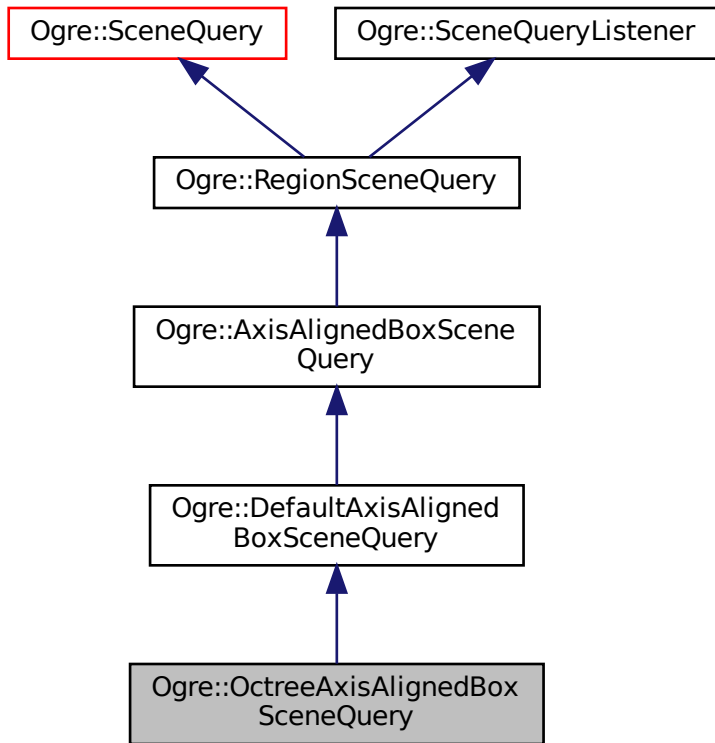 Ogre::SceneQuery
Ogre::SceneQueryListener
Ogre::RegionSceneQuery
Ogre::AxisAlignedBoxScene
Query
Ogre::DefaultAxisAligned
BoxSceneQuery
Ogre::OctreeAxisAlignedBox
SceneQuery